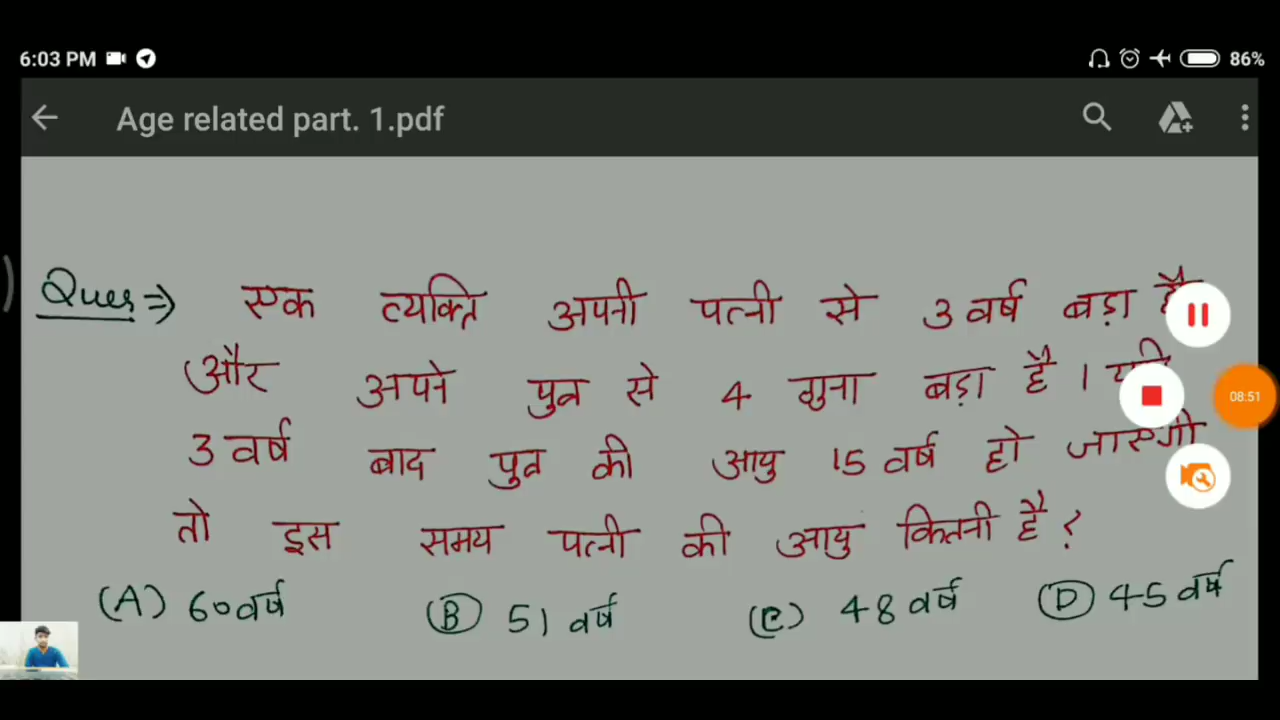 6:03 PM 86%
Age related part. 1.pdf
Ques ⇒ एक व्यक्ति अपनी पत्नी से 3 वर्ष बड़ा है
और अपने पुत्र से 4 गुना बड़ा है ।
08:51
3 वर्ष बाद पुत्र की आयु 15 वर्ष हो जाएगी
तो इस समय पत्नी की आयु कितनी है ?
(A) 60 वर्ष (B) 51 वर्ष (C) 48 वर्ष (D) 45 वर्ष